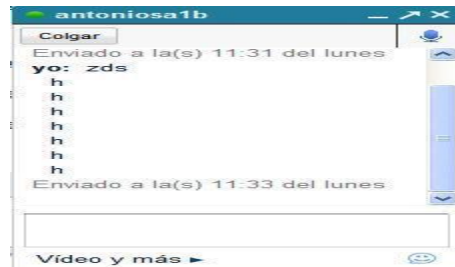 antoniosa1b
Colgar
Enviado a la(s) 11:31 del lunes
yo: zds
h
h
h
h
h
h
h
Enviado a la(s) 11:33 del lunes
Vídeo y más ►